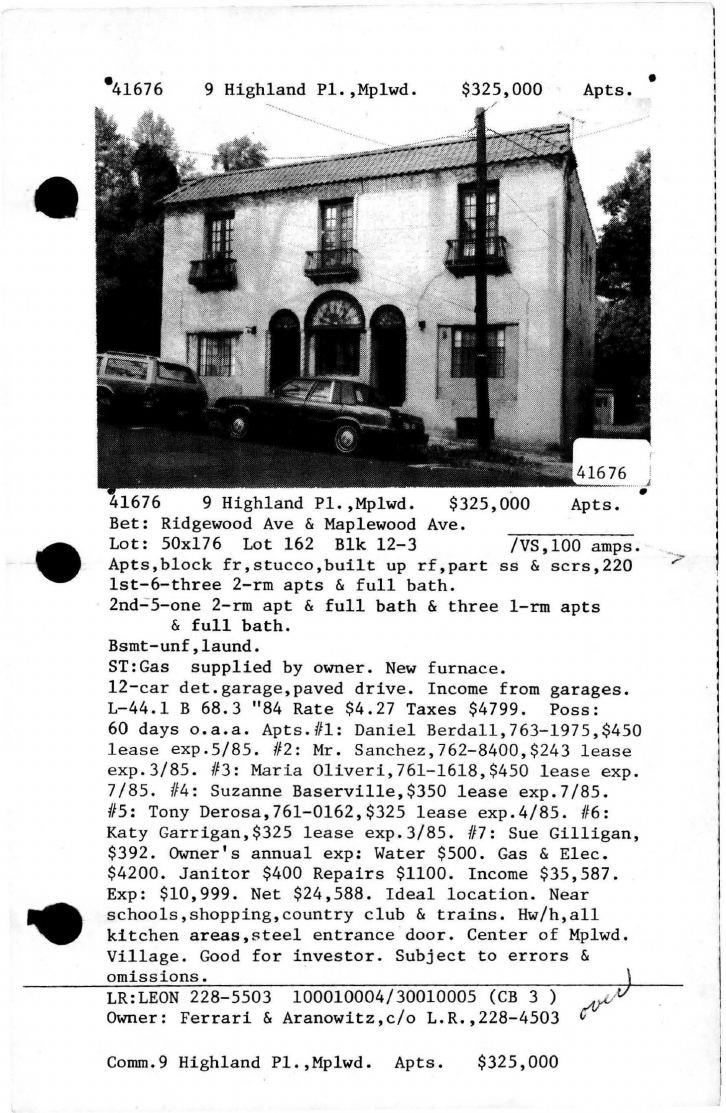 41676 9 Highland Pl.,Mplwd. $325,000 Apts.
41676
41676 9 Highland Pl.,Mplwd. $325,000 Apts.
Bet: Ridgewood Ave & Maplewood Ave.
Lot: 50x176 Lot 162 Blk 12-3 /VS,100 amps.
Apts,block fr,stucco,built up rf,part ss & scrs,220
1st-6-three 2-rm apts & full bath.
2nd-5-one 2-rm apt & full bath & three 1-rm apts
& full bath.
Bsmt-unf,laund.
ST:Gas supplied by owner. New furnace.
12-car det.garage,paved drive. Income from garages.
L-44.1 B 68.3 "84 Rate $4.27 Taxes $4799. Poss:
60 days o.a.a. Apts.#1: Daniel Berdall,763-1975,$450
lease exp.5/85. #2: Mr. Sanchez,762-8400,$243 lease
exp.3/85. #3: Maria Oliveri,761-1618,$450 lease exp.
7/85. #4: Suzanne Baserville,$350 lease exp.7/85.
#5: Tony Derosa,761-0162,$325 lease exp.4/85. #6:
Katy Garrigan,$325 lease exp.3/85. #7: Sue Gilligan,
$392. Owner's annual exp: Water $500. Gas & Elec.
$4200. Janitor $400 Repairs $1100. Income $35,587.
Exp: $10,999. Net $24,588. Ideal location. Near
schools,shopping,country club & trains. Hw/h,all
kitchen areas,steel entrance door. Center of Mplwd.
Village. Good for investor. Subject to errors &
omissions.
LR:LEON 228-5503 100010004/30010005 (CB 3 )
over
Owner: Ferrari & Aranowitz,c/o L.R.,228-4503
Comm.9 Highland Pl.,Mplwd. Apts. $325,000